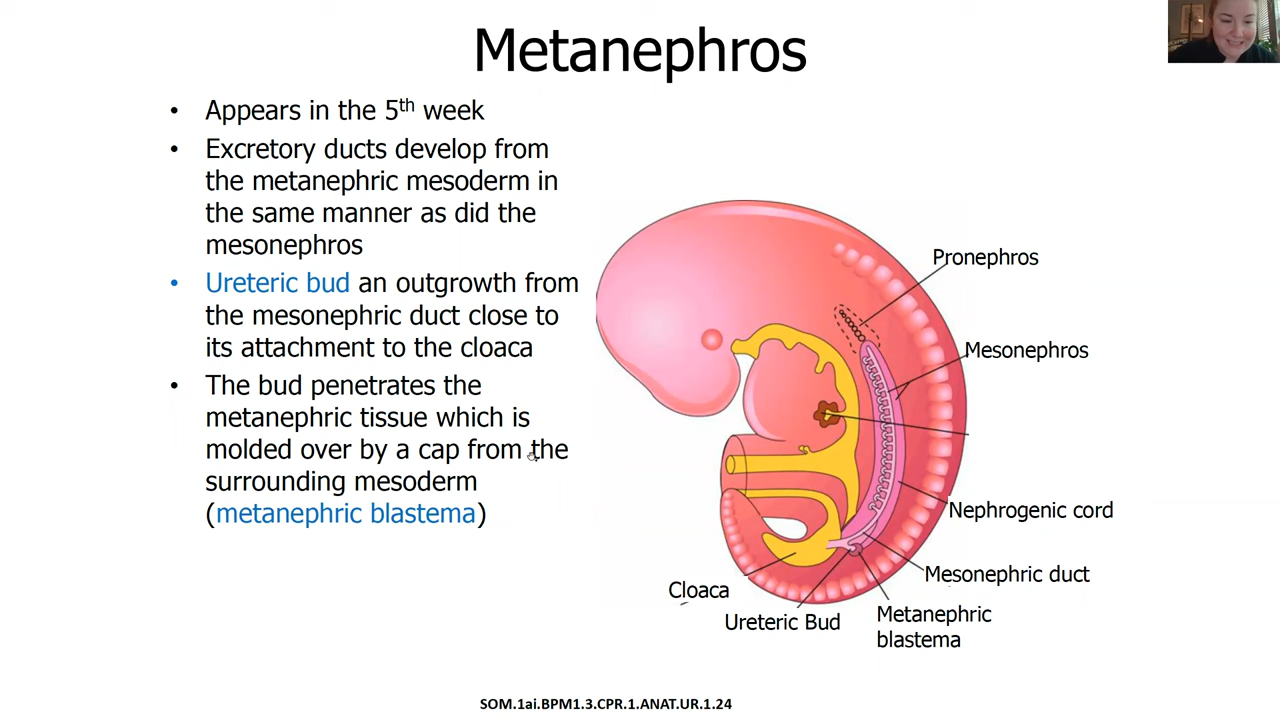 Metanephros
• Appears in the 5th week
• Excretory ducts develop from
the metanephric mesoderm in
the same manner as did the
mesonephros
• Ureteric bud an outgrowth from
the mesonephric duct close to
its attachment to the cloaca
• The bud penetrates the
metanephric tissue which is
molded over by a cap from the
surrounding mesoderm
(metanephric blastema)
Pronephros
Mesonephros
Nephrogenic cord
Mesonephric duct
Cloaca
Ureteric Bud
Metanephric
blastema
SOM.1ai.BPM1.3.CPR.1.ANAT.UR.1.24